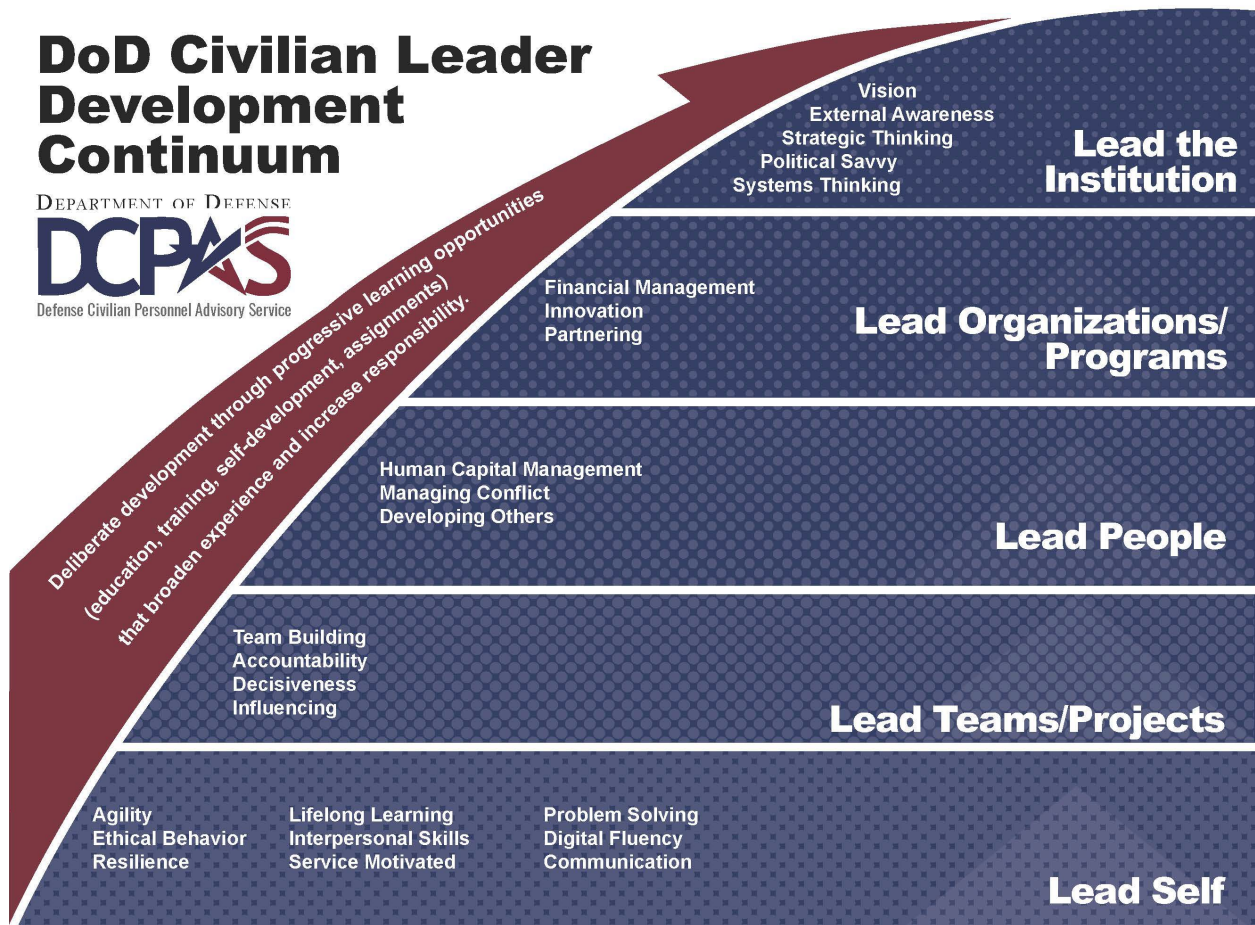 DoD Civilian Leader
Development
Continuum
DEPARTMENT OF DEFENSE
DCPAS
Defense Civilian Personnel Advisory Service
Deliberate development through progressive learning opportunities
(education, training, self-development, assignments)
that broaden experience and increase responsibility.
Vision
External Awareness
Strategic Thinking
Political Savvy
Systems Thinking
Lead the
Institution
Financial Management
Innovation
Partnering
Lead Organizations/
Programs
Human Capital Management
Managing Conflict
Developing Others
Lead People
Team Building
Accountability
Decisiveness
Influencing
Lead Teams/Projects
Agility
Ethical Behavior
Resilience
Lifelong Learning
Interpersonal Skills
Service Motivated
Problem Solving
Digital Fluency
Communication
Lead Self